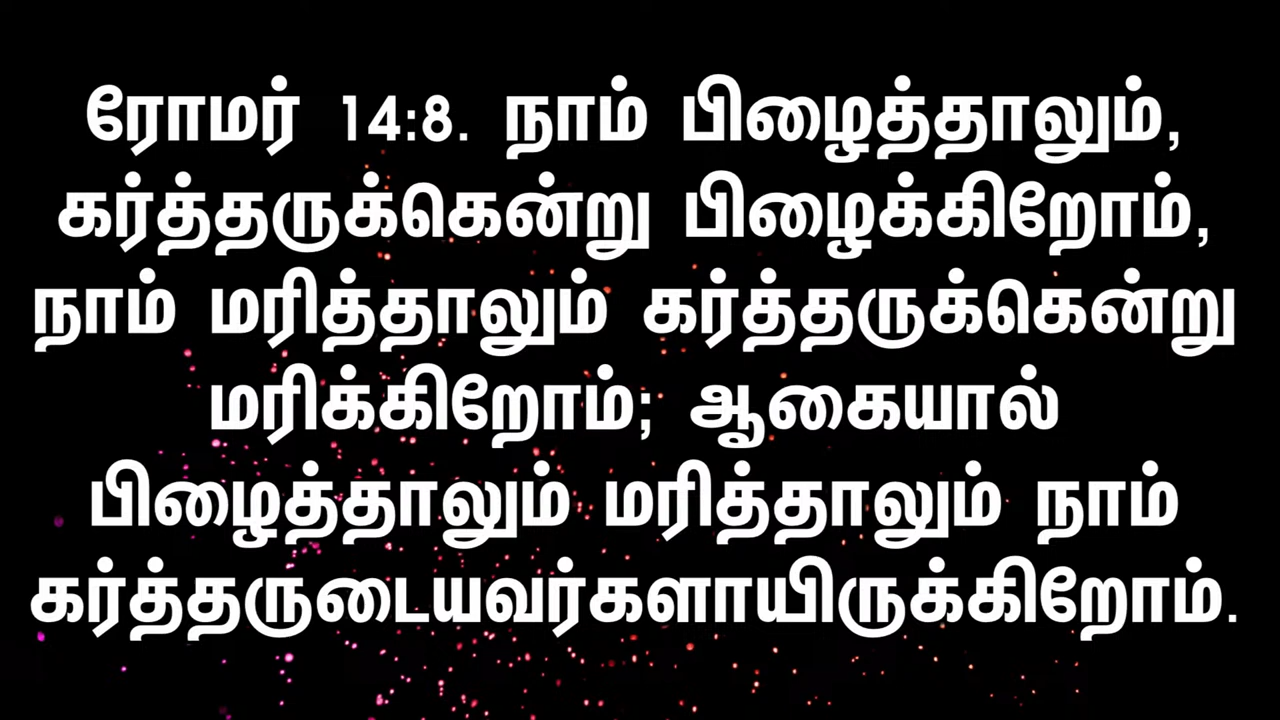 ரோமர் 14:8. நாம் பிழைத்தாலும்,
கர்த்தருக்கென்று பிழைக்கிறோம்,
நாம் மரித்தாலும் கர்த்தருக்கென்று
மரிக்கிறோம்; ஆகையால்
பிழைத்தாலும் மரித்தாலும் நாம்
கர்த்தருடையவர்களாயிருக்கிறோம்.